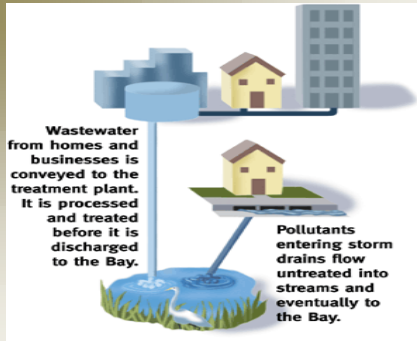 Wastewater
from homes and
businesses is
conveyed to the
treatment plant.
It is processed
and treated
before it is
discharged
to the Bay.
Pollutants
entering storm
drains flow
untreated into
streams and
eventually to
the Bay.